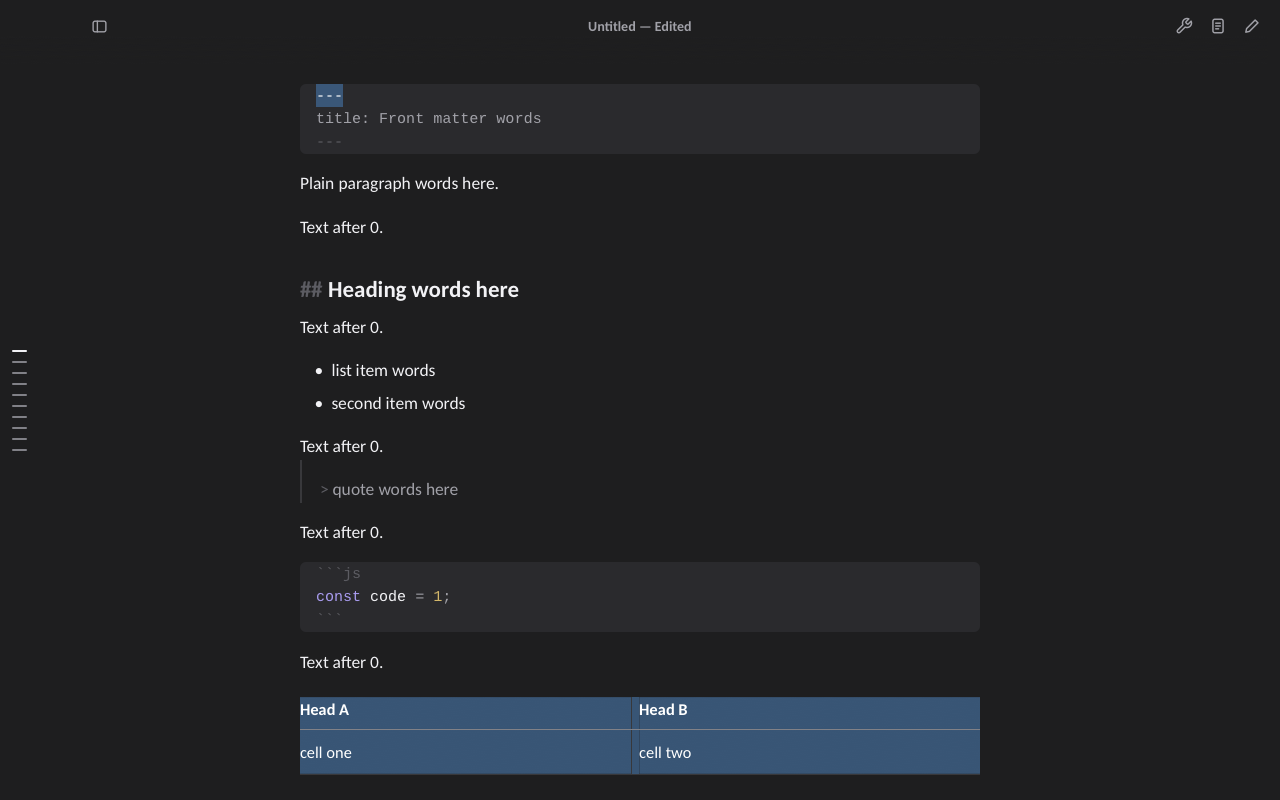 Untitled — Edited
---
title: Front matter words
---
Plain paragraph words here.
Text after 0.
## Heading words here
Text after 0.
• list item words
• second item words
Text after 0.
> quote words here
Text after 0.
```js
const code = 1;
```
Text after 0.
Head A Head B
cell one cell two